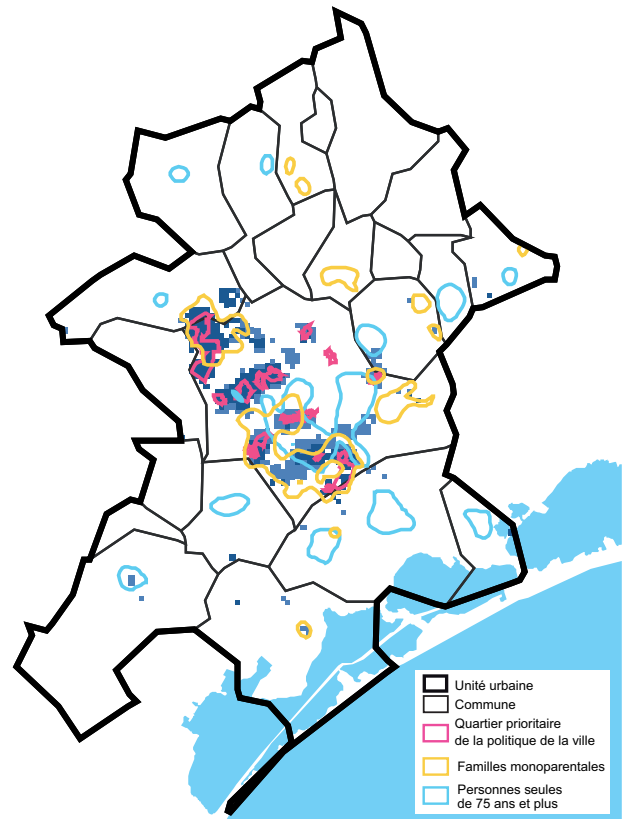 Unité urbaine
Commune
Quartier prioritaire
de la politique de la ville
Familles monoparentales
Personnes seules
de 75 ans et plus